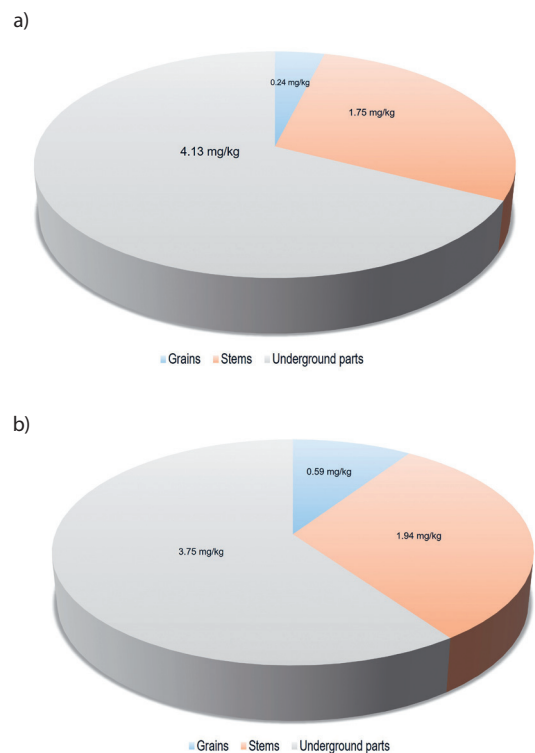 a)
0.24 mg/kg
1.75 mg/kg
4.13 mg/kg
Grains Stems Underground parts
b)
0.59 mg/kg
1.94 mg/kg
3.75 mg/kg
Grains Stems Underground parts